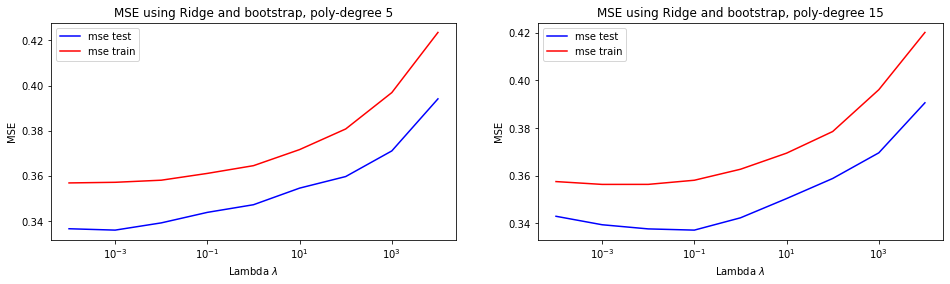 MSE using Ridge and bootstrap, poly-degree 5
mse test
mse train
0.42
0.40
0.38
0.36
0.34
MSE
10⁻³
10⁻¹
10¹
10³
Lambda λ
MSE using Ridge and bootstrap, poly-degree 15
mse test
mse train
0.42
0.40
0.38
0.36
0.34
MSE
10⁻³
10⁻¹
10¹
10³
Lambda λ